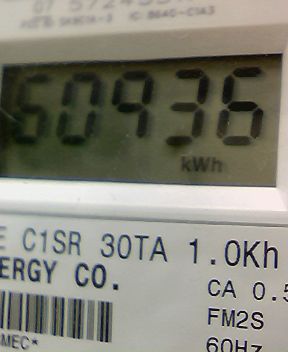 50936
kWh
E C1SR 30TA 1.0Kh
ERGY CO.
CA 0.5
FM2S
MEC*
60Hz